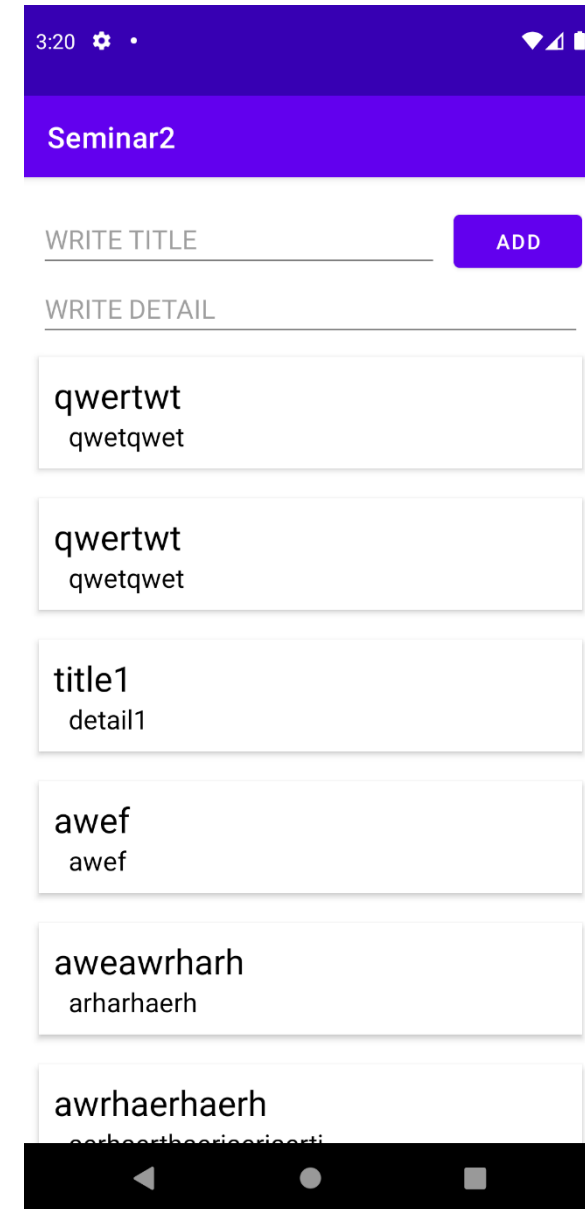 3:20
Seminar2
WRITE TITLE
ADD
WRITE DETAIL
qwertwt
qwetqwet
qwertwt
qwetqwet
title1
detail1
awef
awef
aweawrharh
arharhaerh
awrhaerhaerh